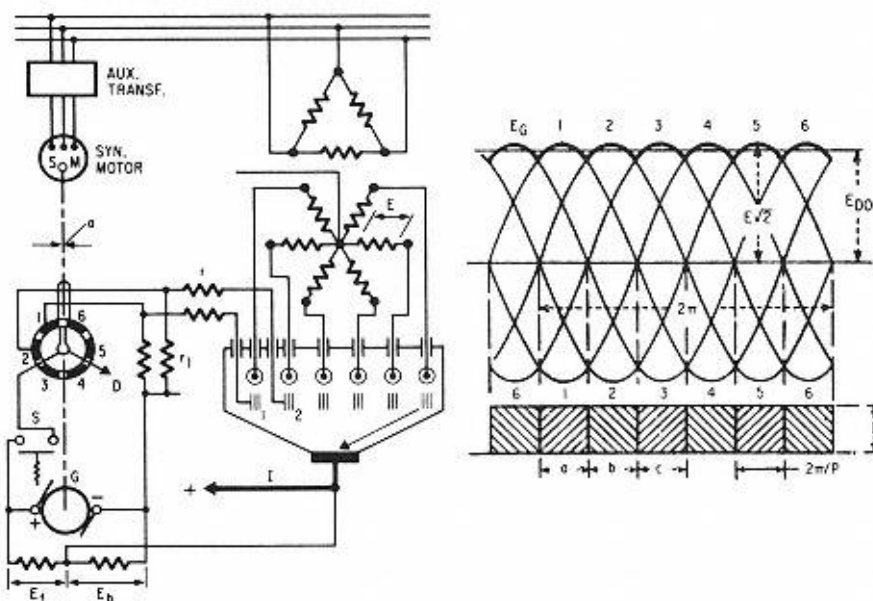 AUX.
TRANSF.
S M
SYN.
MOTOR
a
E
1 6
2 5
3 4
D
r
r1
S
G
+ -
1 2
+ I
Ef Eb
EG 1 2 3 4 5 6
E√2
EDO
2π
6 1 2 3 4 5 6
a b c 2π/P